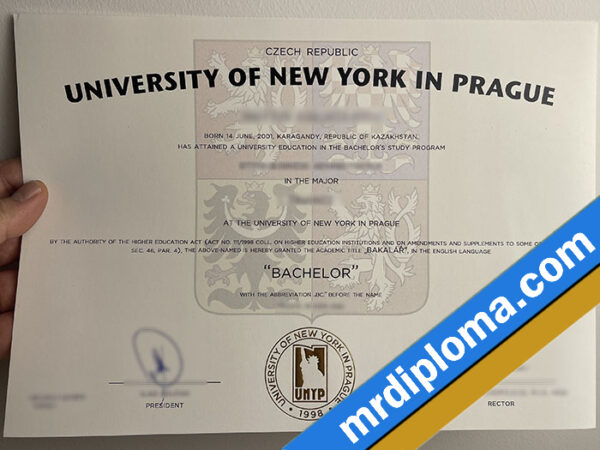 CZECH REPUBLIC
UNIVERSITY OF NEW YORK IN PRAGUE
BORN 14 JUNE, 2001, KARAGANDY, REPUBLIC OF KAZAKHSTAN,
HAS ATTAINED A UNIVERSITY EDUCATION IN THE BACHELOR'S STUDY PROGRAM
IN THE MAJOR
AT THE UNIVERSITY OF NEW YORK IN PRAGUE
BY THE AUTHORITY OF THE HIGHER EDUCATION ACT (ACT NO. 111/1998 COLL. ON HIGHER EDUCATION INSTITUTIONS AND ON AMENDMENTS AND SUPPLEMENTS TO SOME
SEC. 46, PAR. 4), THE ABOVE-NAMED IS HEREBY GRANTED THE ACADEMIC TITLE „BAKALÁŘ", IN THE ENGLISH LANGUAGE
"BACHELOR"
WITH THE ABBREVIATION „BC." BEFORE THE NAME
UNIVERSITY OF NEW YORK IN PRAGUE
UNYP
• 1998 •
PRESIDENT
RECTOR
mrdiploma.com